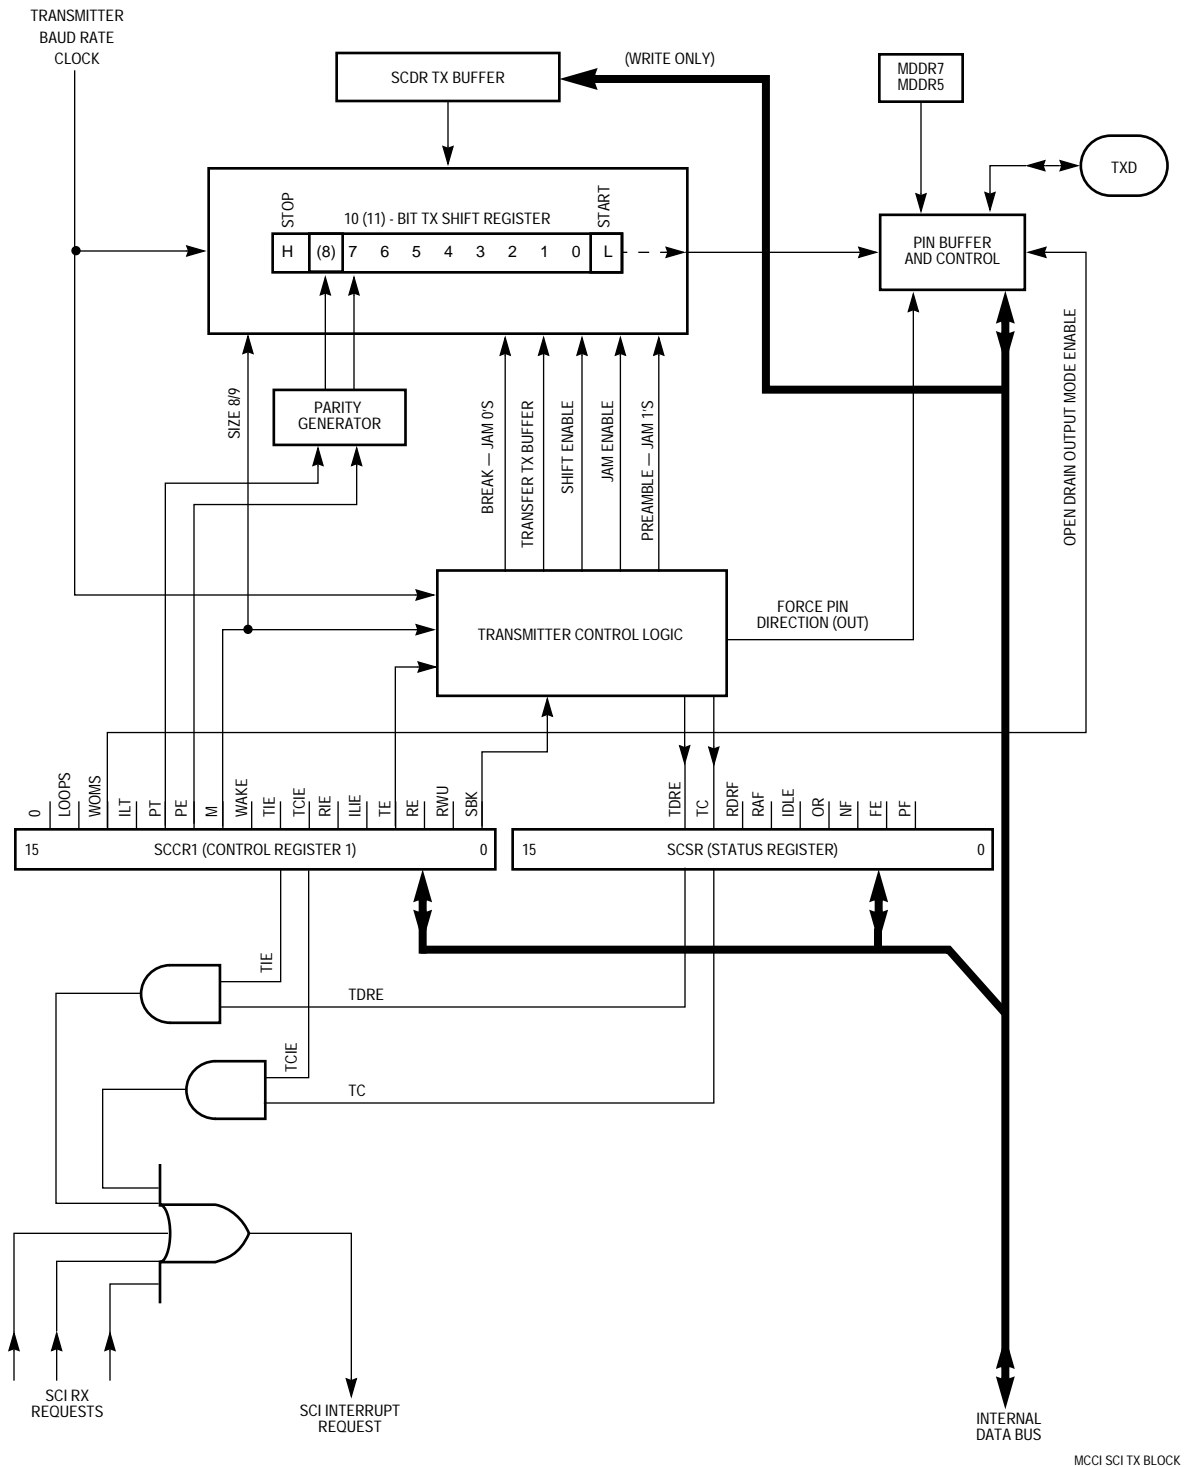 TRANSMITTER
BAUD RATE
CLOCK
SCDR TX BUFFER
(WRITE ONLY)
MDDR7
MDDR5
TXD
STOP
10 (11) - BIT TX SHIFT REGISTER
START
H (8) 7 6 5 4 3 2 1 0 L
PIN BUFFER
AND CONTROL
OPEN DRAIN OUTPUT MODE ENABLE
SIZE 8/9
PARITY
GENERATOR
BREAK — JAM 0'S
TRANSFER TX BUFFER
SHIFT ENABLE
JAM ENABLE
PREAMBLE — JAM 1'S
TRANSMITTER CONTROL LOGIC
FORCE PIN
DIRECTION (OUT)
0
LOOPS
WOMS
ILT
PT
PE
M
WAKE
TIE
TCIE
RIE
ILIE
TE
RE
RWU
SBK
TDRE
TC
RDRF
RAF
IDLE
OR
NF
FE
PF
15 SCCR1 (CONTROL REGISTER 1) 0
15 SCSR (STATUS REGISTER) 0
TIE
TDRE
TCIE
TC
SCI RX
REQUESTS
SCI INTERRUPT
REQUEST
INTERNAL
DATA BUS
MCCI SCI TX BLOCK